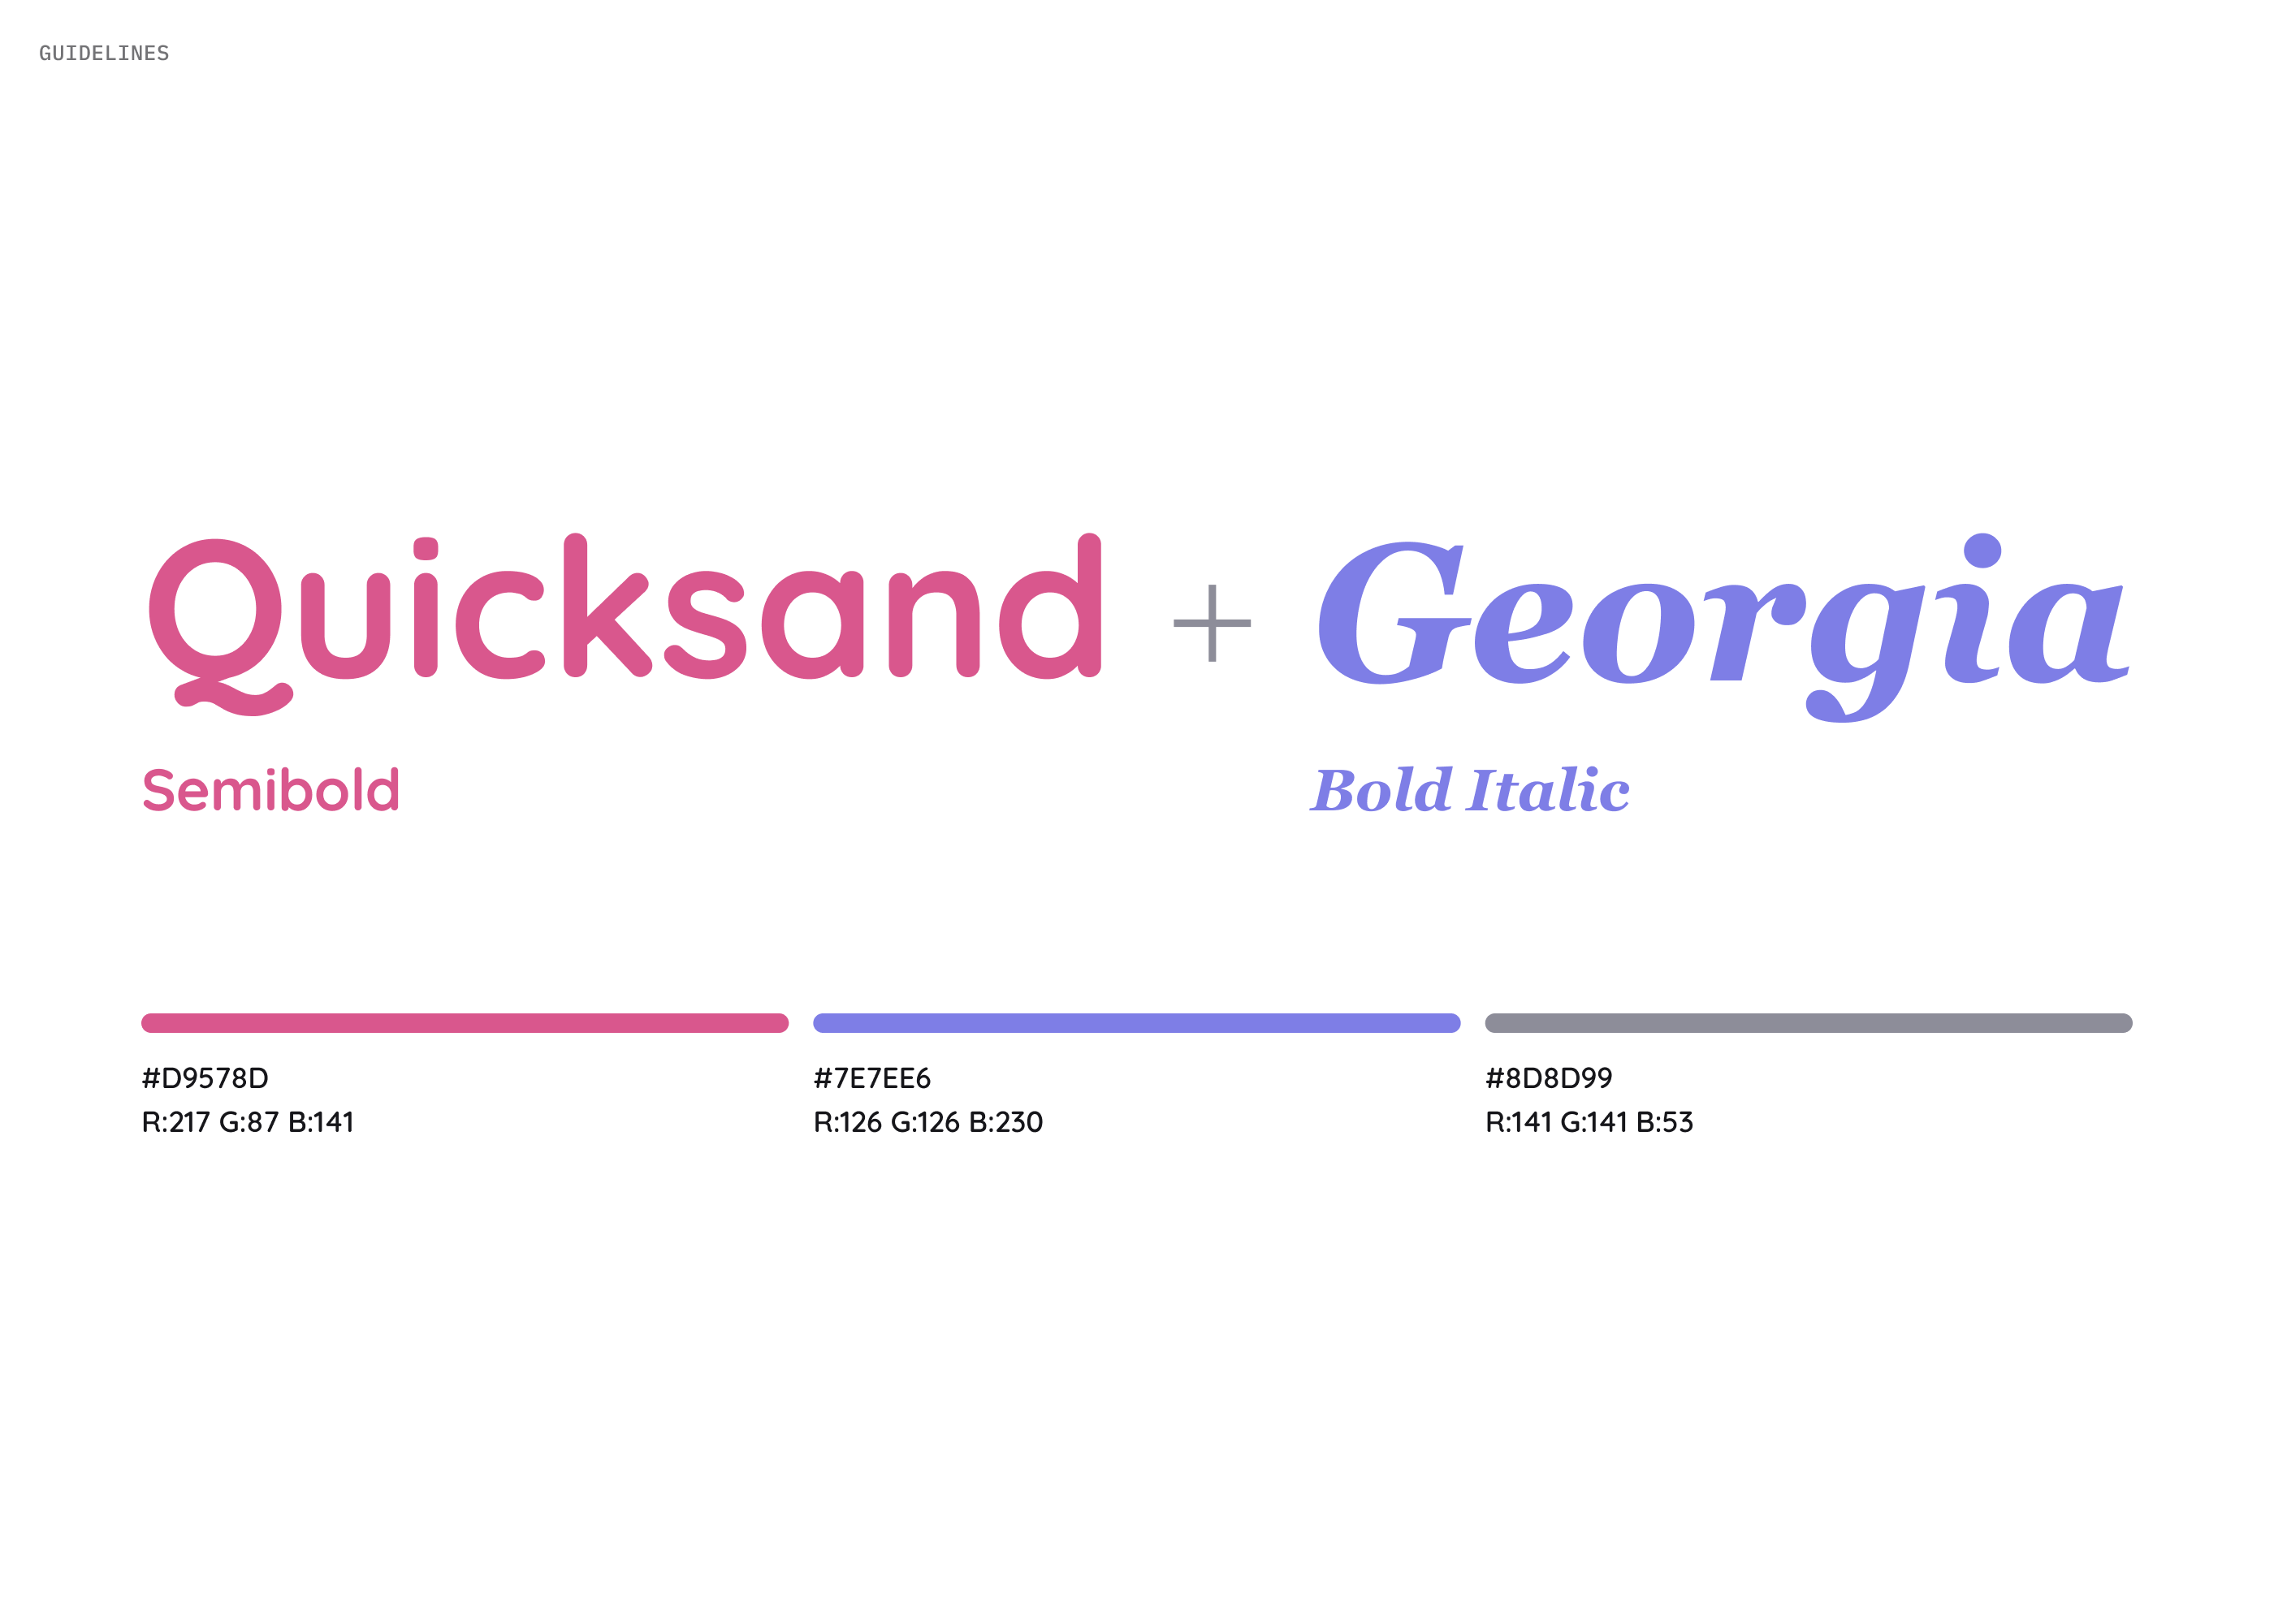 GUIDELINES
Quicksand + Georgia
Semibold
Bold Italic
#D9578D
R:217 G:87 B:141
#7E7EE6
R:126 G:126 B:230
#8D8D99
R:141 G:141 B:53